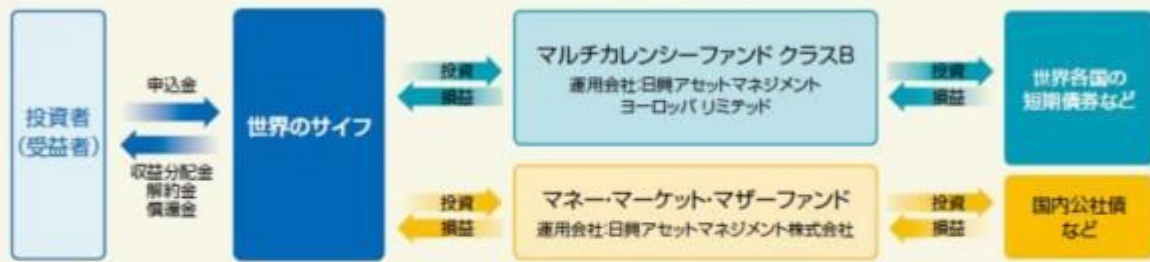 投資者
(受益者)
申込金
収益分配金
解約金
償還金
世界のサイフ
投資
損益
マルチカレンシーファンド クラスB
運用会社:日興アセットマネジメント
ヨーロッパ リミテッド
投資
損益
世界各国の
短期債券など
投資
損益
マネー・マーケット・マザーファンド
運用会社:日興アセットマネジメント株式会社
投資
損益
国内公社債
など